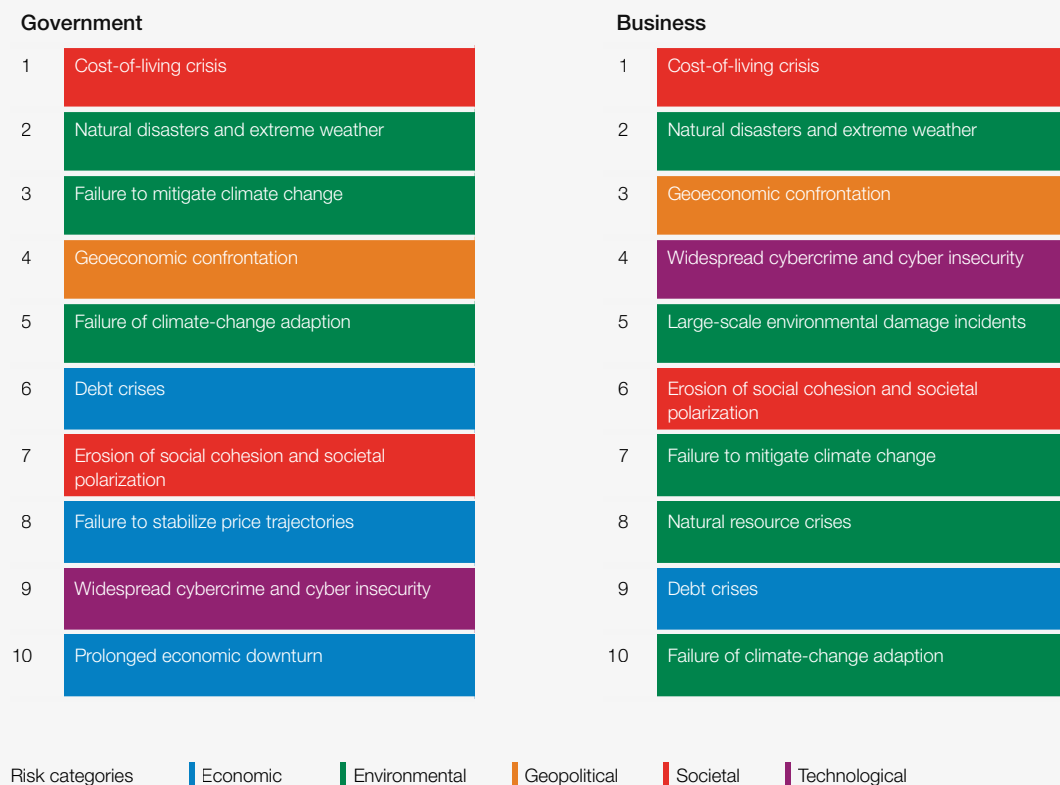 Government
1 Cost-of-living crisis
2 Natural disasters and extreme weather
3 Failure to mitigate climate change
4 Geoeconomic confrontation
5 Failure of climate-change adaption
6 Debt crises
7 Erosion of social cohesion and societal
polarization
8 Failure to stabilize price trajectories
9 Widespread cybercrime and cyber insecurity
10 Prolonged economic downturn
Business
1 Cost-of-living crisis
2 Natural disasters and extreme weather
3 Geoeconomic confrontation
4 Widespread cybercrime and cyber insecurity
5 Large-scale environmental damage incidents
6 Erosion of social cohesion and societal
polarization
7 Failure to mitigate climate change
8 Natural resource crises
9 Debt crises
10 Failure of climate-change adaption
Risk categories Economic Environmental Geopolitical Societal Technological